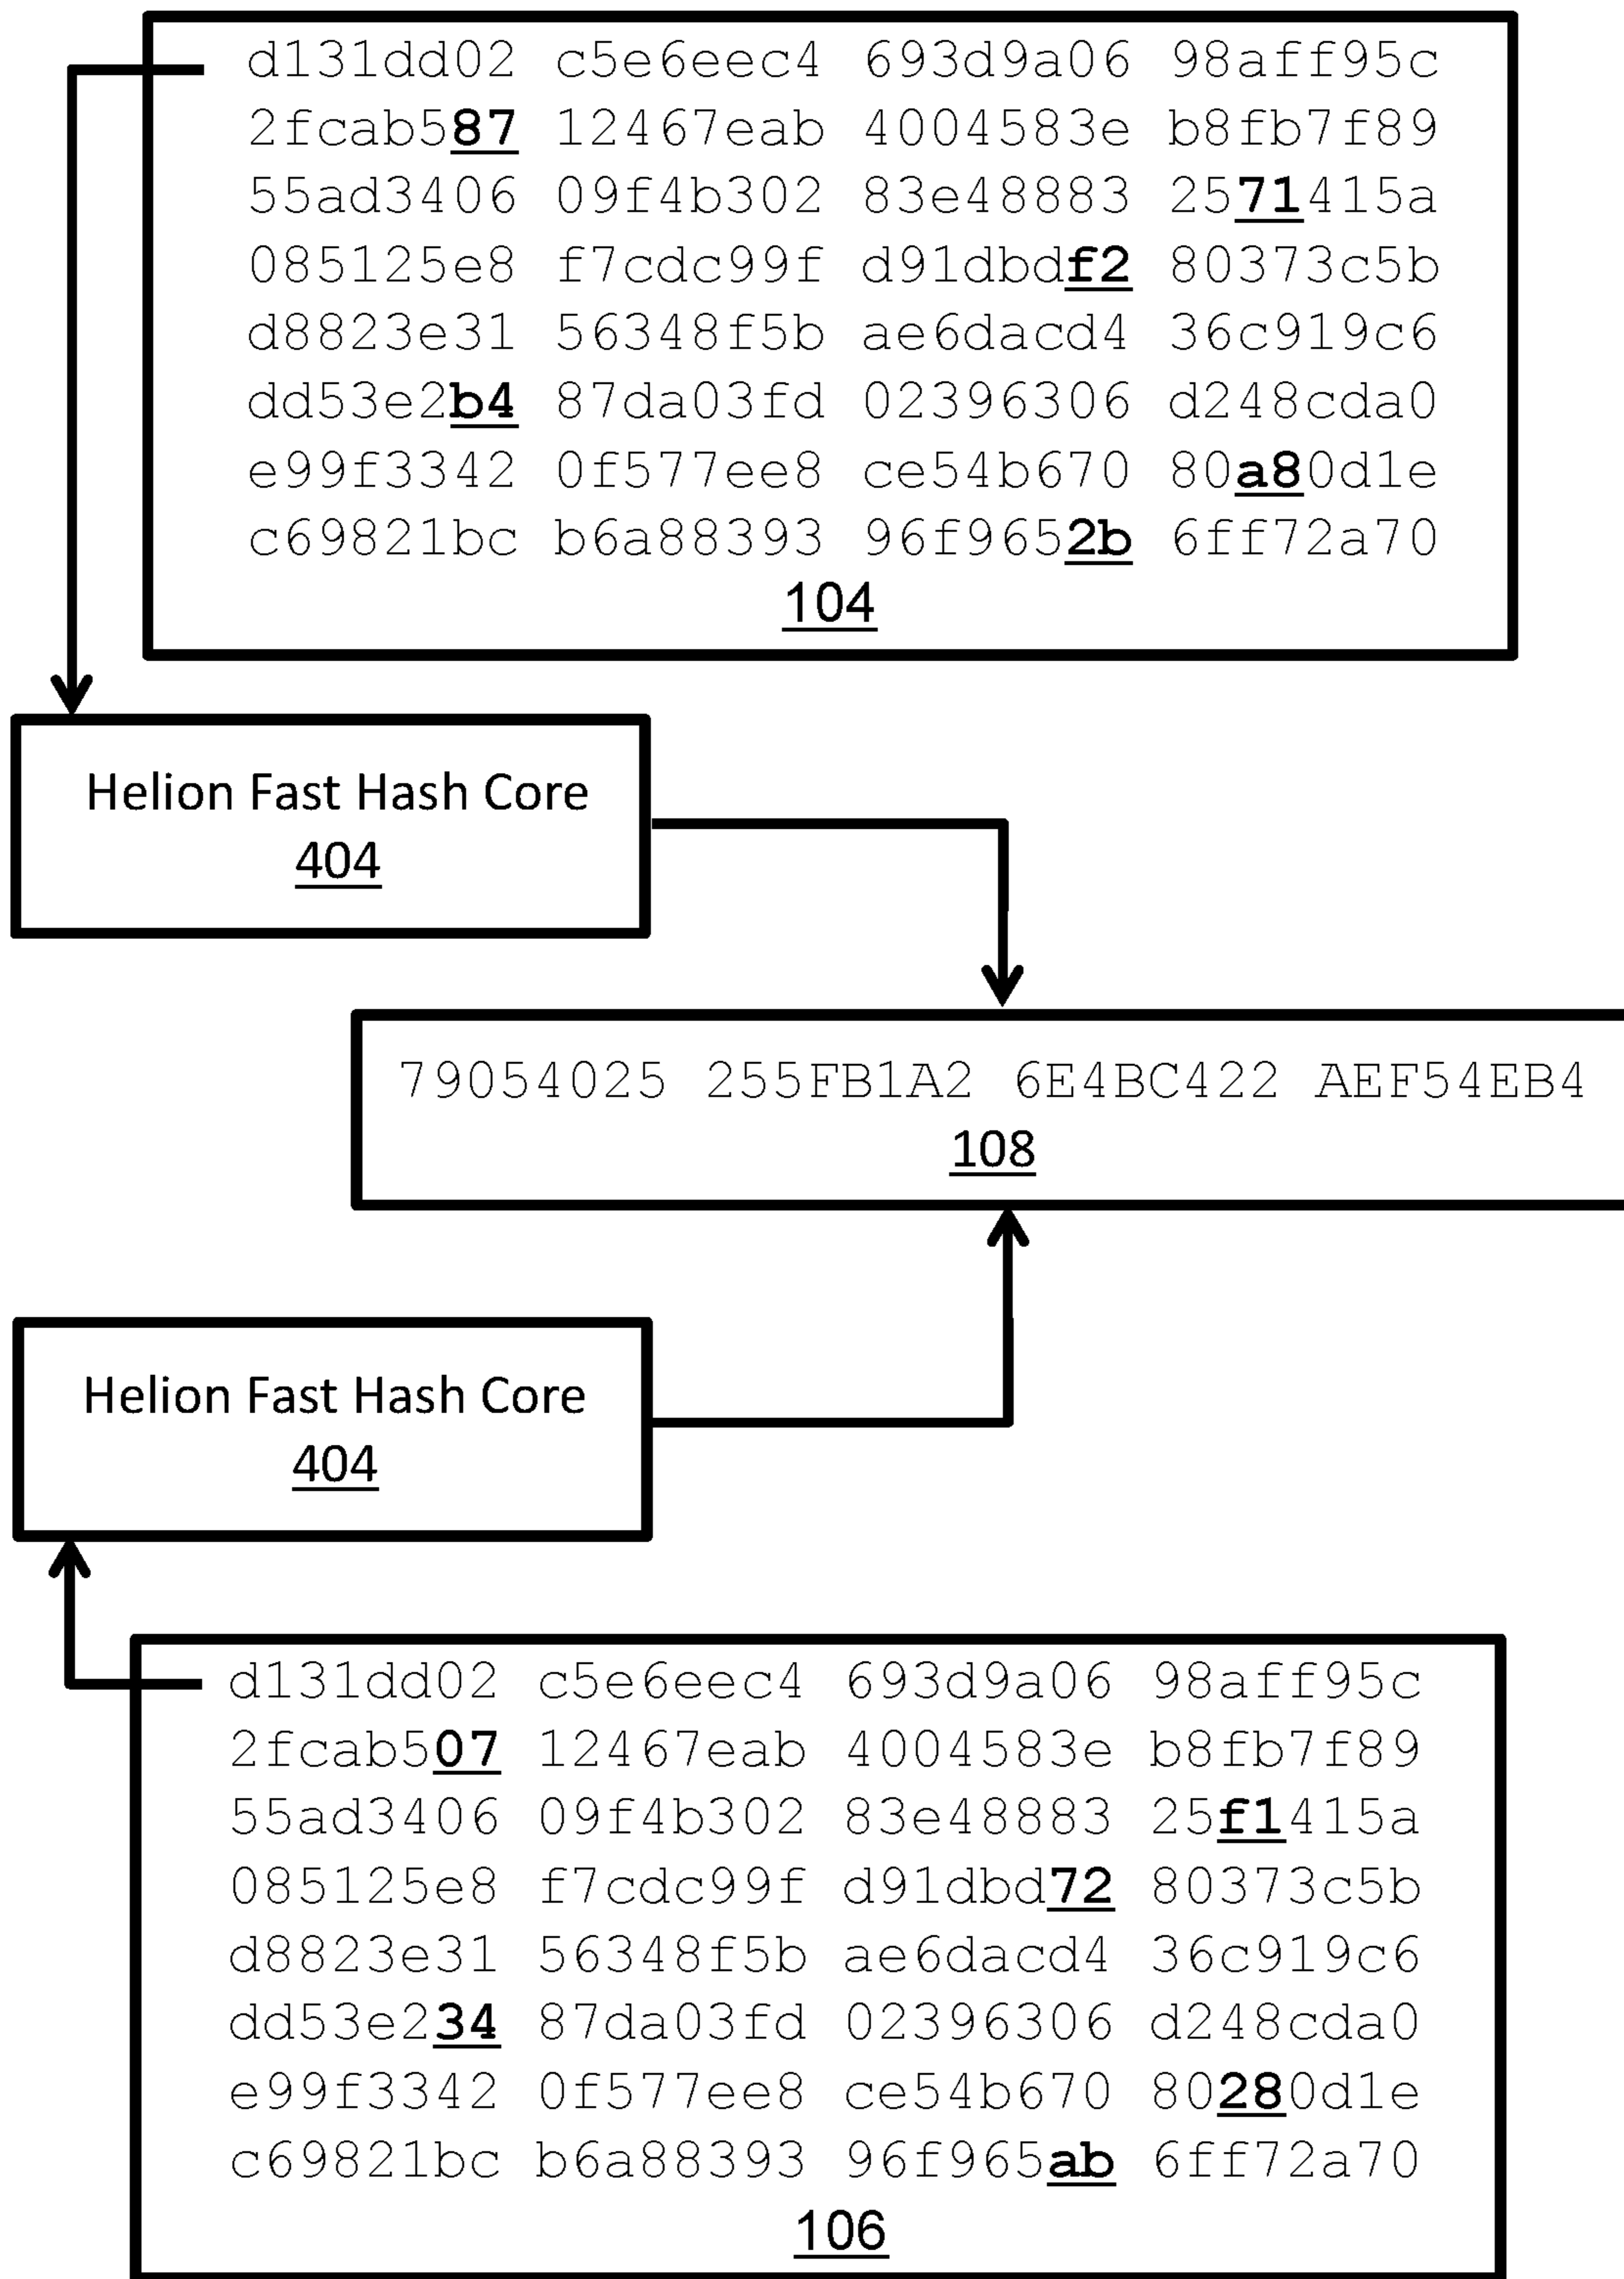 d131dd02 c5e6eec4 693d9a06 98aff95c
2fcab587 12467eab 4004583e b8fb7f89
55ad3406 09f4b302 83e48883 2571415a
085125e8 f7cdc99f d91dbdf2 80373c5b
d8823e31 56348f5b ae6dacd4 36c919c6
dd53e2b4 87da03fd 02396306 d248cda0
e99f3342 0f577ee8 ce54b670 80a80d1e
c69821bc b6a88393 96f9652b 6ff72a70
104
Helion Fast Hash Core
404
79054025 255FB1A2 6E4BC422 AEF54EB4
108
Helion Fast Hash Core
404
d131dd02 c5e6eec4 693d9a06 98aff95c
2fcab507 12467eab 4004583e b8fb7f89
55ad3406 09f4b302 83e48883 25f1415a
085125e8 f7cdc99f d91dbd72 80373c5b
d8823e31 56348f5b ae6dacd4 36c919c6
dd53e234 87da03fd 02396306 d248cda0
e99f3342 0f577ee8 ce54b670 80280d1e
c69821bc b6a88393 96f965ab 6ff72a70
106